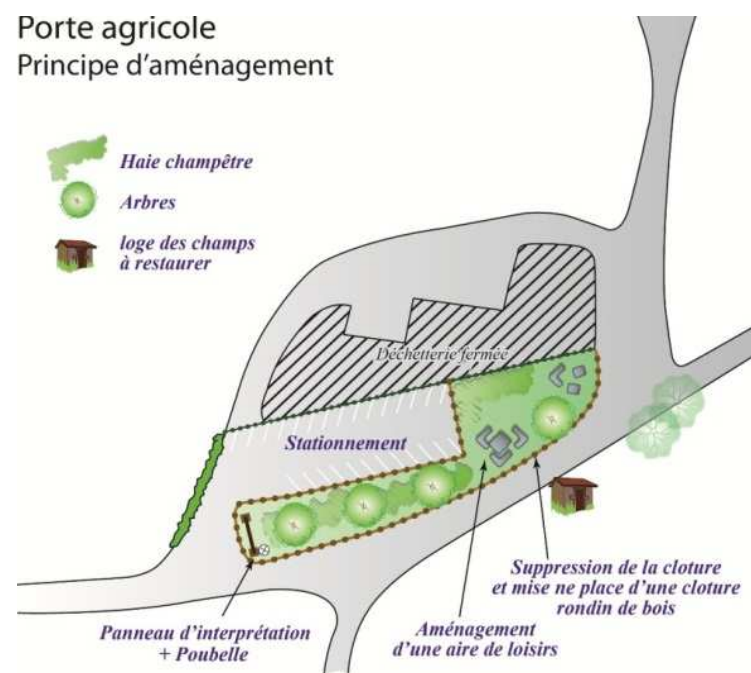 Porte agricole
Principe d'aménagement
Haie champêtre
Arbres
loge des champs
à restaurer
Déchetterie fermée
Stationnement
Suppression de la cloture
et mise ne place d'une cloture
rondin de bois
Panneau d'interprétation
+ Poubelle
Aménagement
d'une aire de loisirs